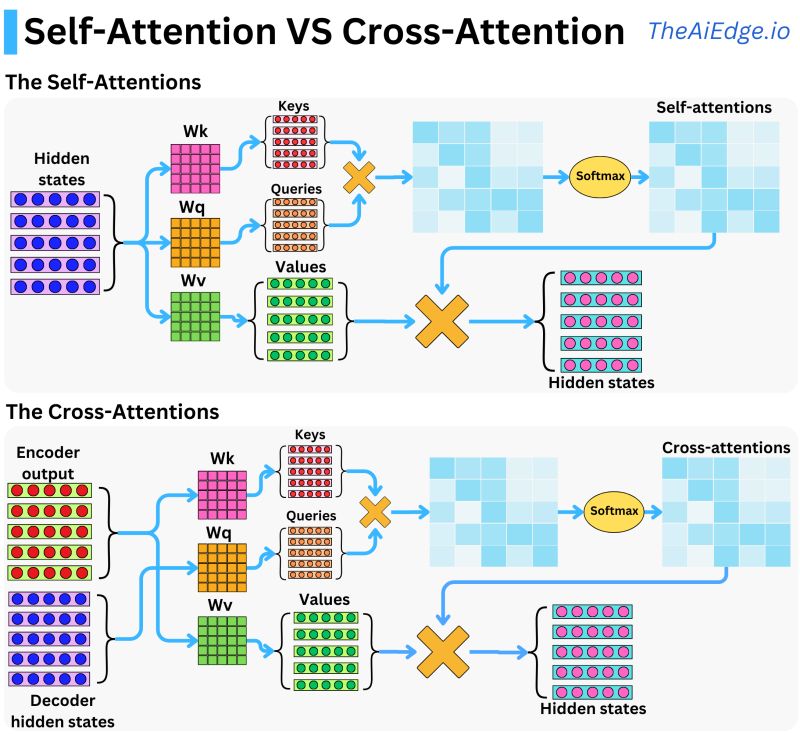 Self-Attention VS Cross-Attention
TheAiEdge.io
The Self-Attentions
Hidden
states
Wk
Wq
Wv
Keys
Queries
Values
Softmax
Self-attentions
Hidden states
The Cross-Attentions
Encoder
output
Decoder
hidden states
Wk
Wq
Wv
Keys
Queries
Values
Softmax
Cross-attentions
Hidden states